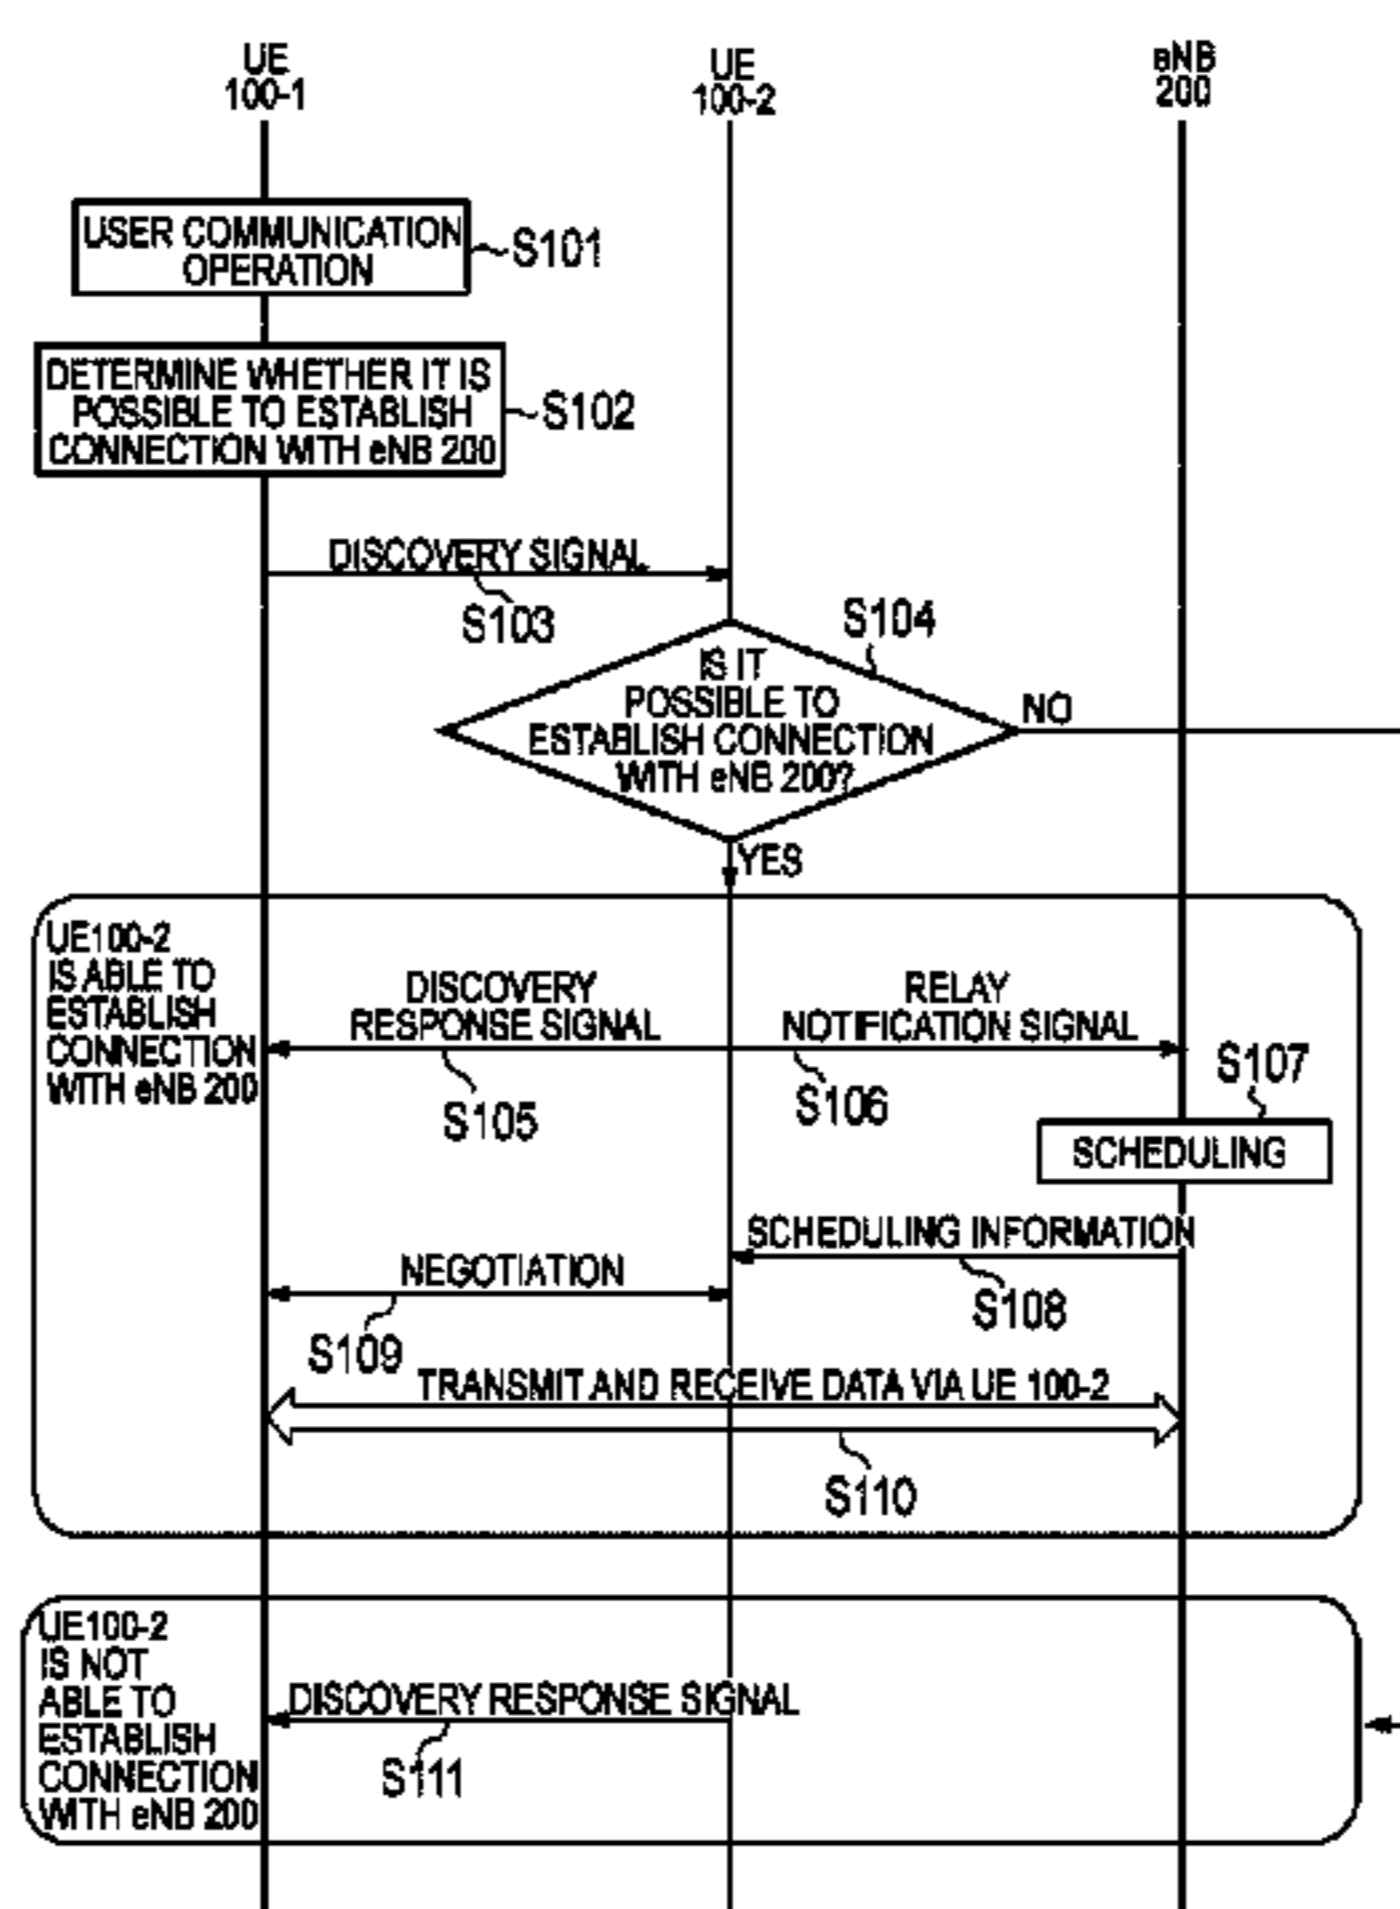 UE
100-1
UE
100-2
eNB
200
USER COMMUNICATION
OPERATION
S101
DETERMINE WHETHER IT IS
POSSIBLE TO ESTABLISH
CONNECTION WITH eNB 200
S102
DISCOVERY SIGNAL
S103
S104
IS IT
POSSIBLE TO
ESTABLISH CONNECTION
WITH eNB 200?
NO
YES
UE100-2
IS ABLE TO
ESTABLISH
CONNECTION
WITH eNB 200
DISCOVERY
RESPONSE SIGNAL
S105
RELAY
NOTIFICATION SIGNAL
S106
S107
SCHEDULING
SCHEDULING INFORMATION
S108
NEGOTIATION
S109
TRANSMIT AND RECEIVE DATA VIA UE 100-2
S110
UE100-2
IS NOT
ABLE TO
ESTABLISH
CONNECTION
WITH eNB 200
DISCOVERY RESPONSE SIGNAL
S111